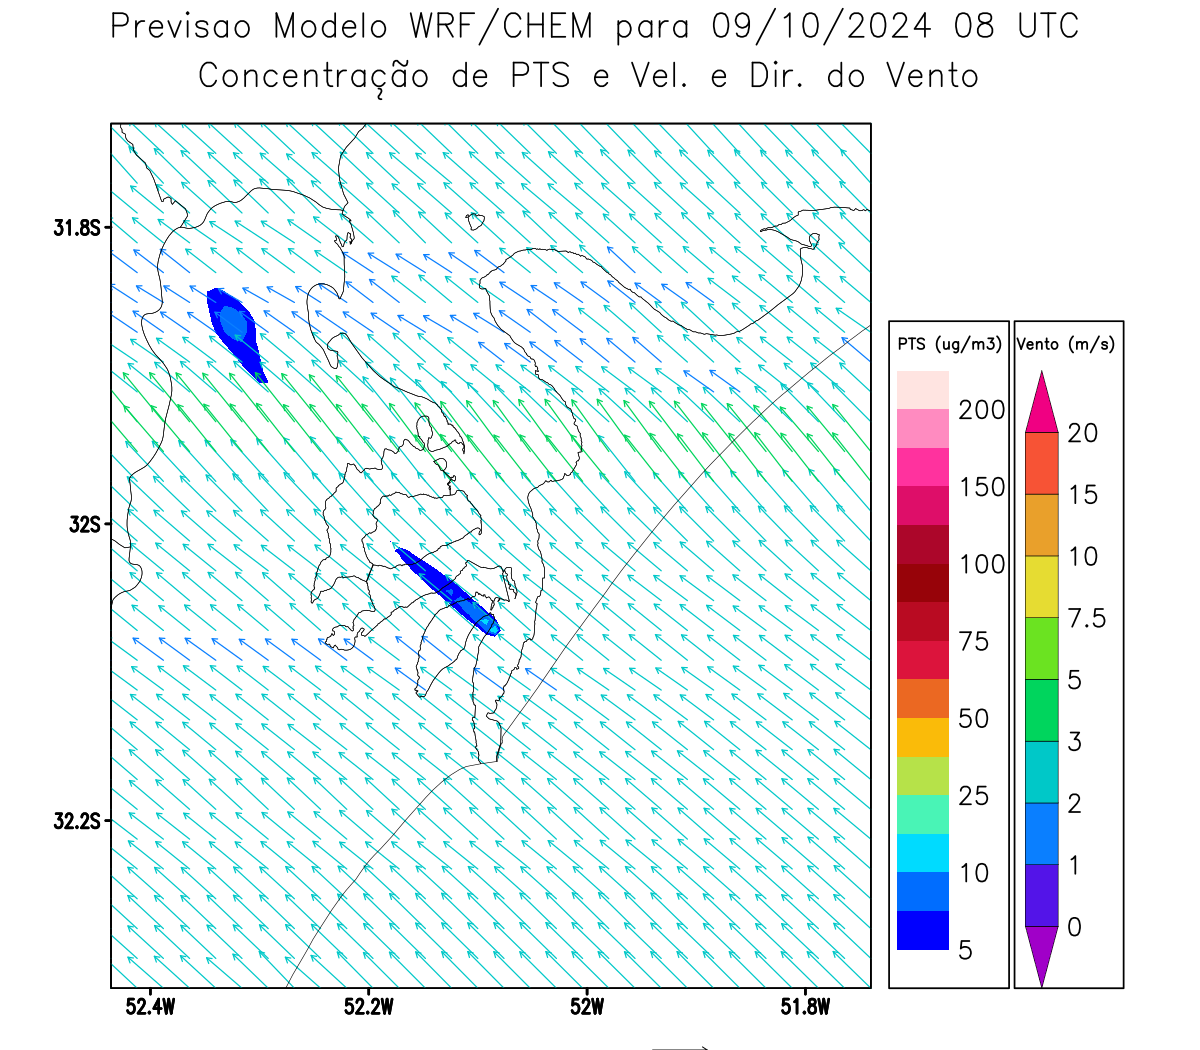 Previsao Modelo WRF/CHEM para 09/10/2024 08 UTC
Concentração de PTS e Vel. e Dir. do Vento
31.8S
32S
32.2S
52.4W 52.2W 52W 51.8W
PTS (ug/m3)
200
150
100
75
50
25
10
5
Vento (m/s)
20
15
10
7.5
5
3
2
1
0